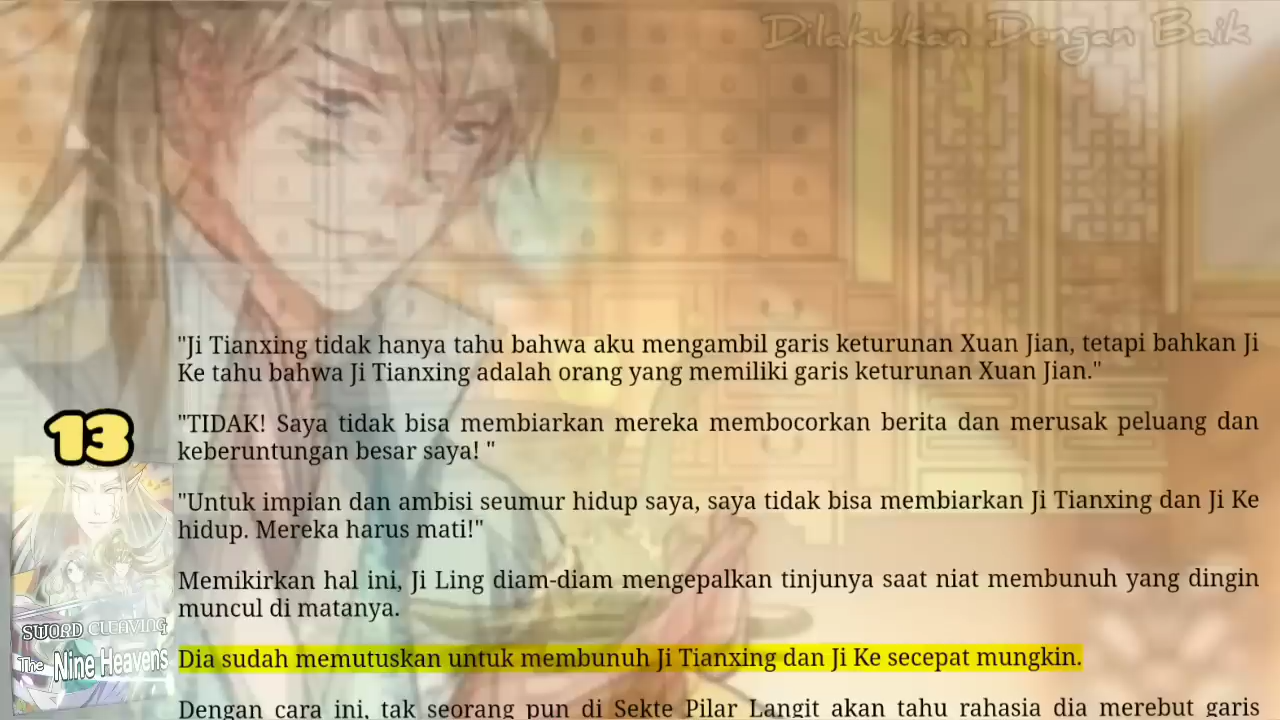 Dilakukan Dengan Baik
"Ji Tianxing tidak hanya tahu bahwa aku mengambil garis keturunan Xuan Jian, tetapi bahkan Ji
Ke tahu bahwa Ji Tianxing adalah orang yang memiliki garis keturunan Xuan Jian."
"TIDAK! Saya tidak bisa membiarkan mereka membocorkan berita dan merusak peluang dan
keberuntungan besar saya! "
13
"Untuk impian dan ambisi seumur hidup saya, saya tidak bisa membiarkan Ji Tianxing dan Ji Ke
hidup. Mereka harus mati!"
Memikirkan hal ini, Ji Ling diam-diam mengepalkan tinjunya saat niat membunuh yang dingin
muncul di matanya.
SWORD CLEAVING
The Nine Heavens
Dia sudah memutuskan untuk membunuh Ji Tianxing dan Ji Ke secepat mungkin.
Dengan cara ini, tak seorang pun di Sekte Pilar Langit akan tahu rahasia dia merebut garis